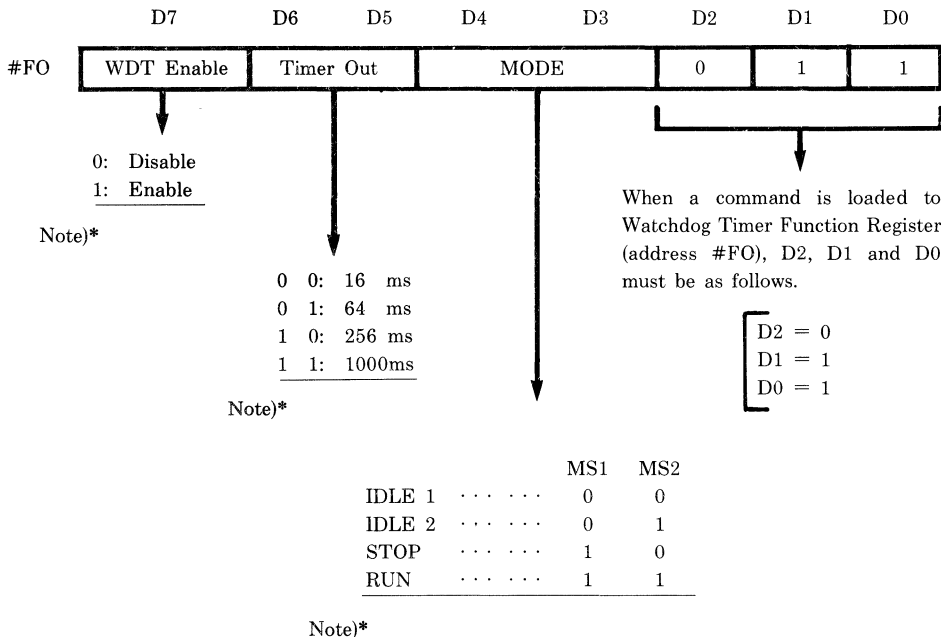 D7 D6 D5 D4 D3 D2 D1 D0
#FO WDT Enable Timer Out MODE 0 1 1
0: Disable
1: Enable
Note)*
When a command is loaded to
Watchdog Timer Function Register
(address #FO), D2, D1 and D0
must be as follows.
0 0: 16 ms
0 1: 64 ms
1 0: 256 ms
1 1: 1000ms
Note)*
D2 = 0
D1 = 1
D0 = 1
MS1 MS2
IDLE 1 ... ... 0 0
IDLE 2 ... ... 0 1
STOP ... ... 1 0
RUN ... ... 1 1
Note)*